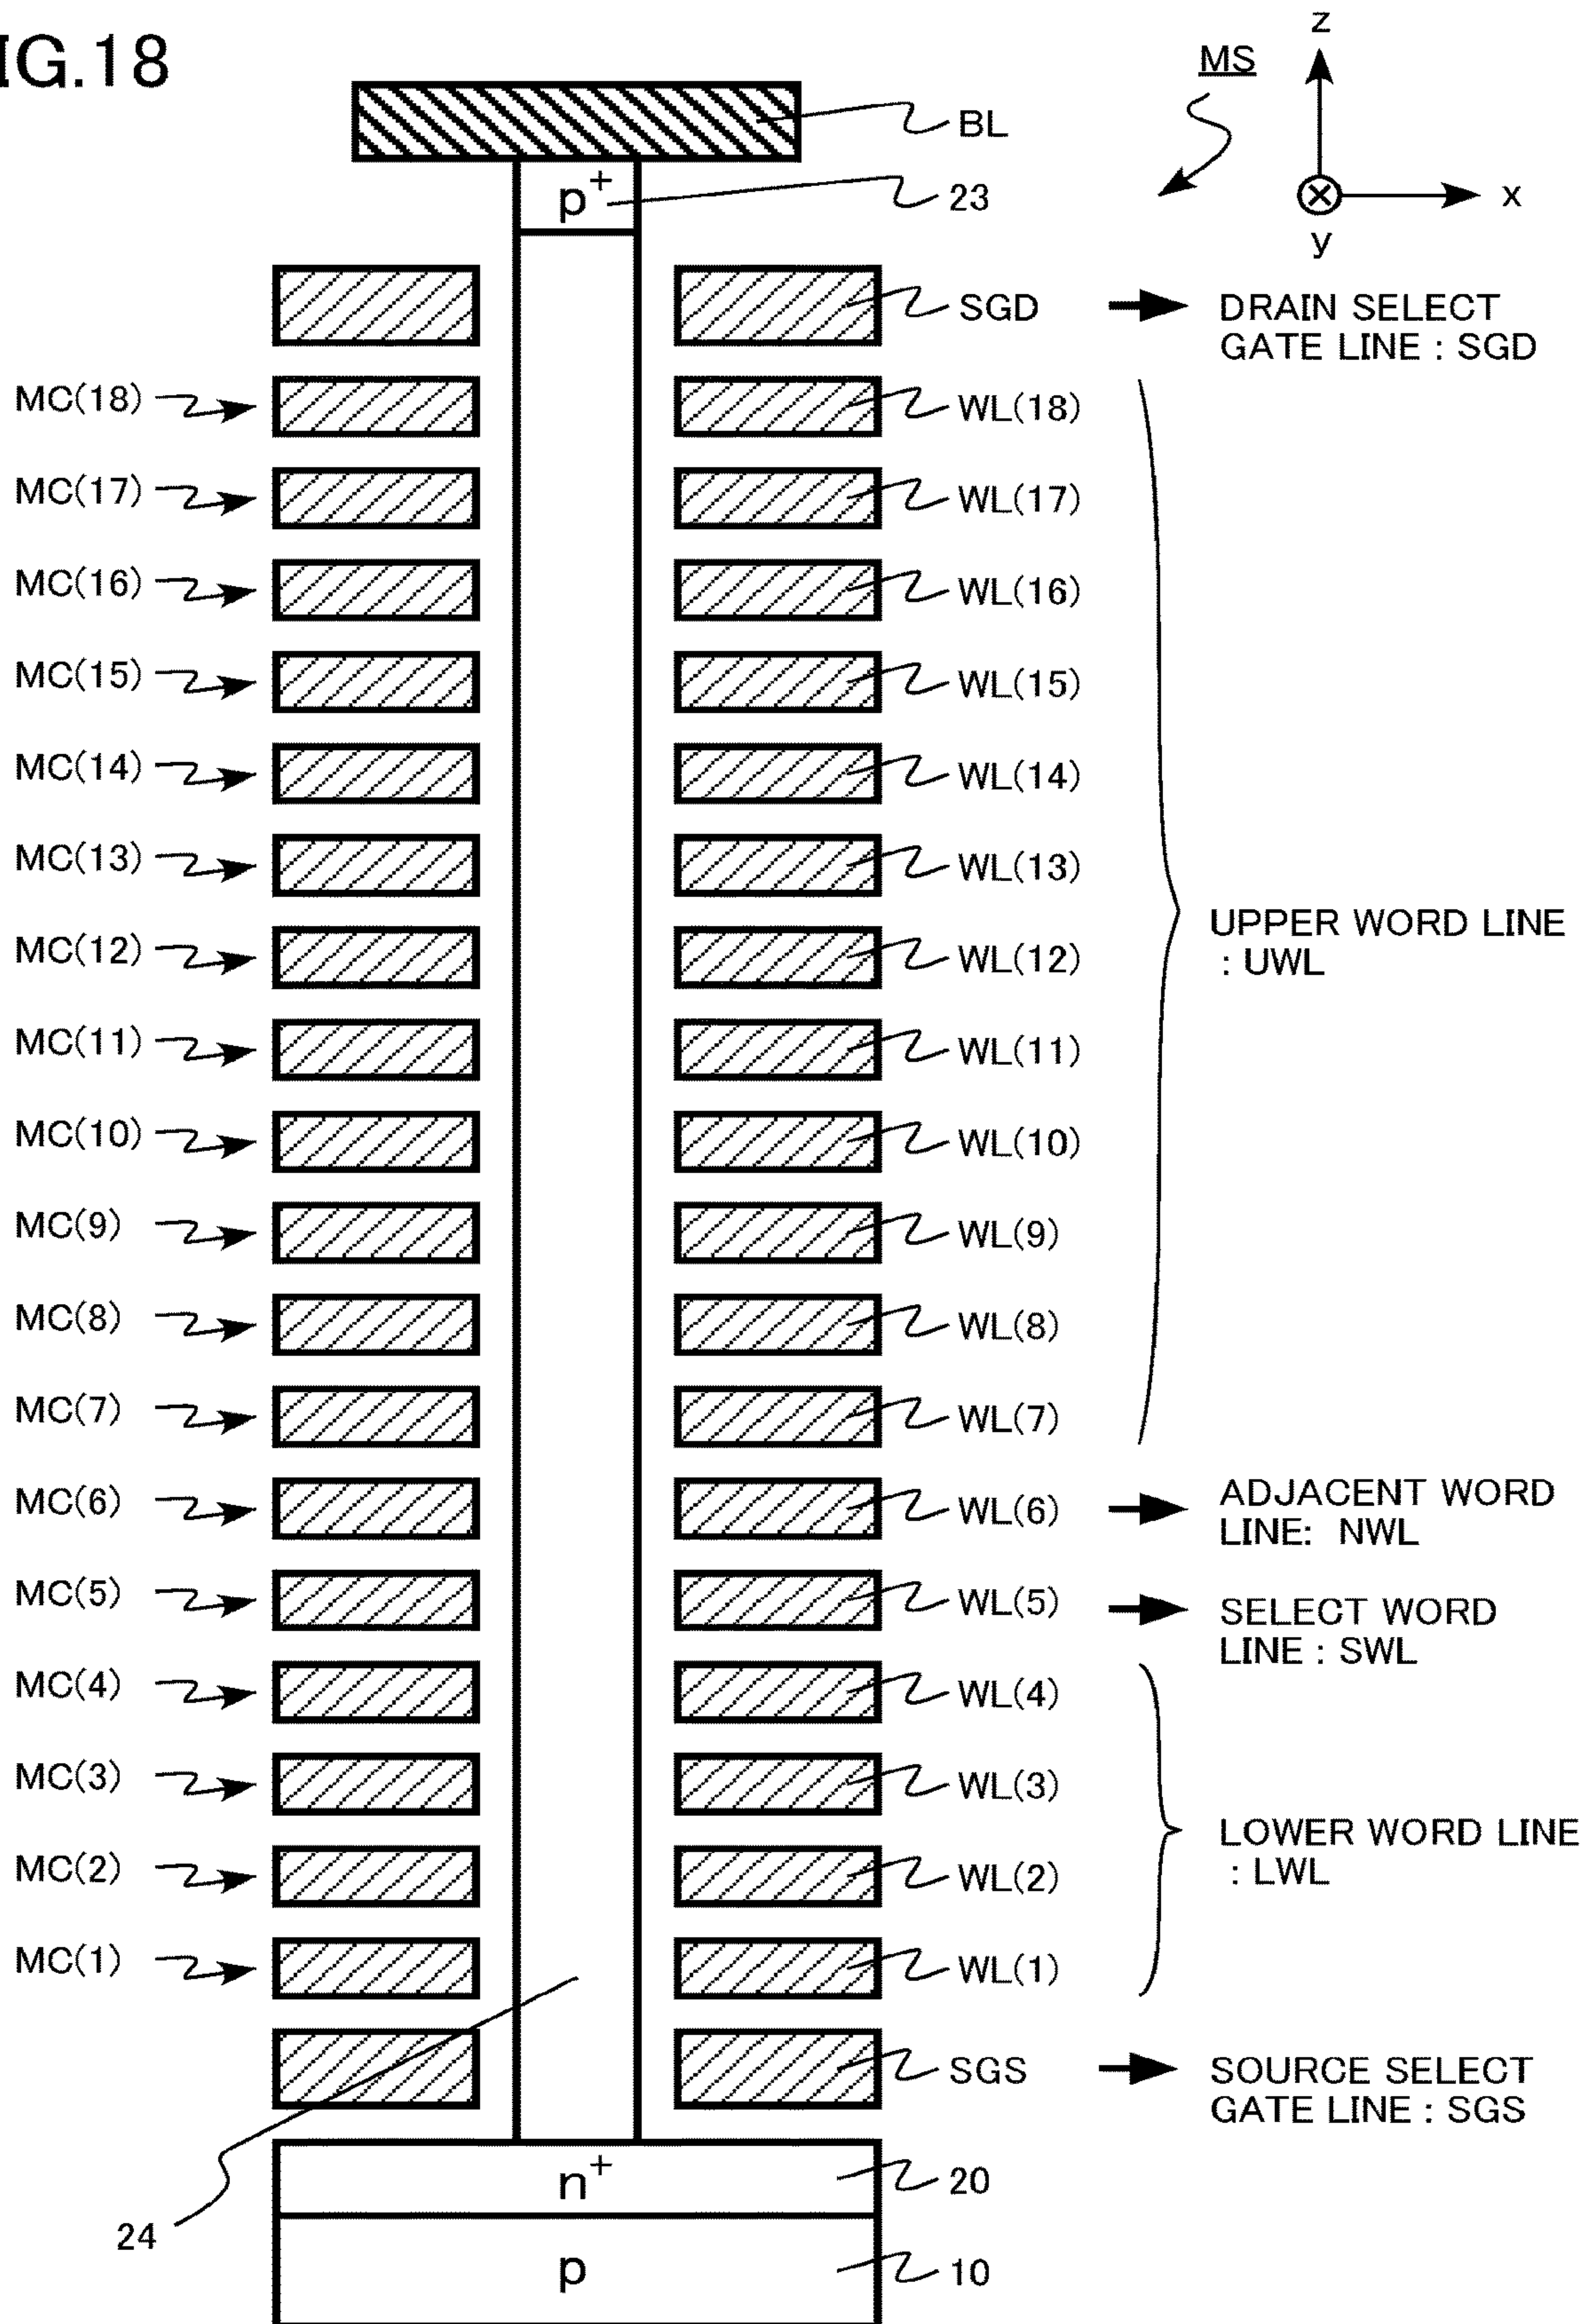 IG.18
MS
z
x
y
BL
p+
23
SGD
DRAIN SELECT
GATE LINE : SGD
MC(18)
WL(18)
MC(17)
WL(17)
MC(16)
WL(16)
MC(15)
WL(15)
MC(14)
WL(14)
MC(13)
WL(13)
UPPER WORD LINE
: UWL
MC(12)
WL(12)
MC(11)
WL(11)
MC(10)
WL(10)
MC(9)
WL(9)
MC(8)
WL(8)
MC(7)
WL(7)
MC(6)
WL(6)
ADJACENT WORD
LINE: NWL
MC(5)
WL(5)
SELECT WORD
LINE : SWL
MC(4)
WL(4)
MC(3)
WL(3)
LOWER WORD LINE
: LWL
MC(2)
WL(2)
MC(1)
WL(1)
SGS
SOURCE SELECT
GATE LINE : SGS
n+
20
24
p
10